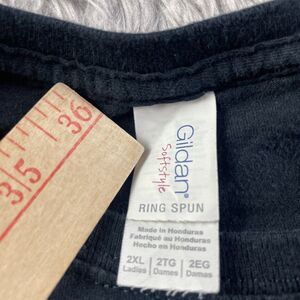 36
35
Gildan®
Softstyle
RING SPUN
Made in Honduras
Fabriqué au Honduras
Hecho en Honduras
2XL 2TG 2EG
Ladies Dames Damas